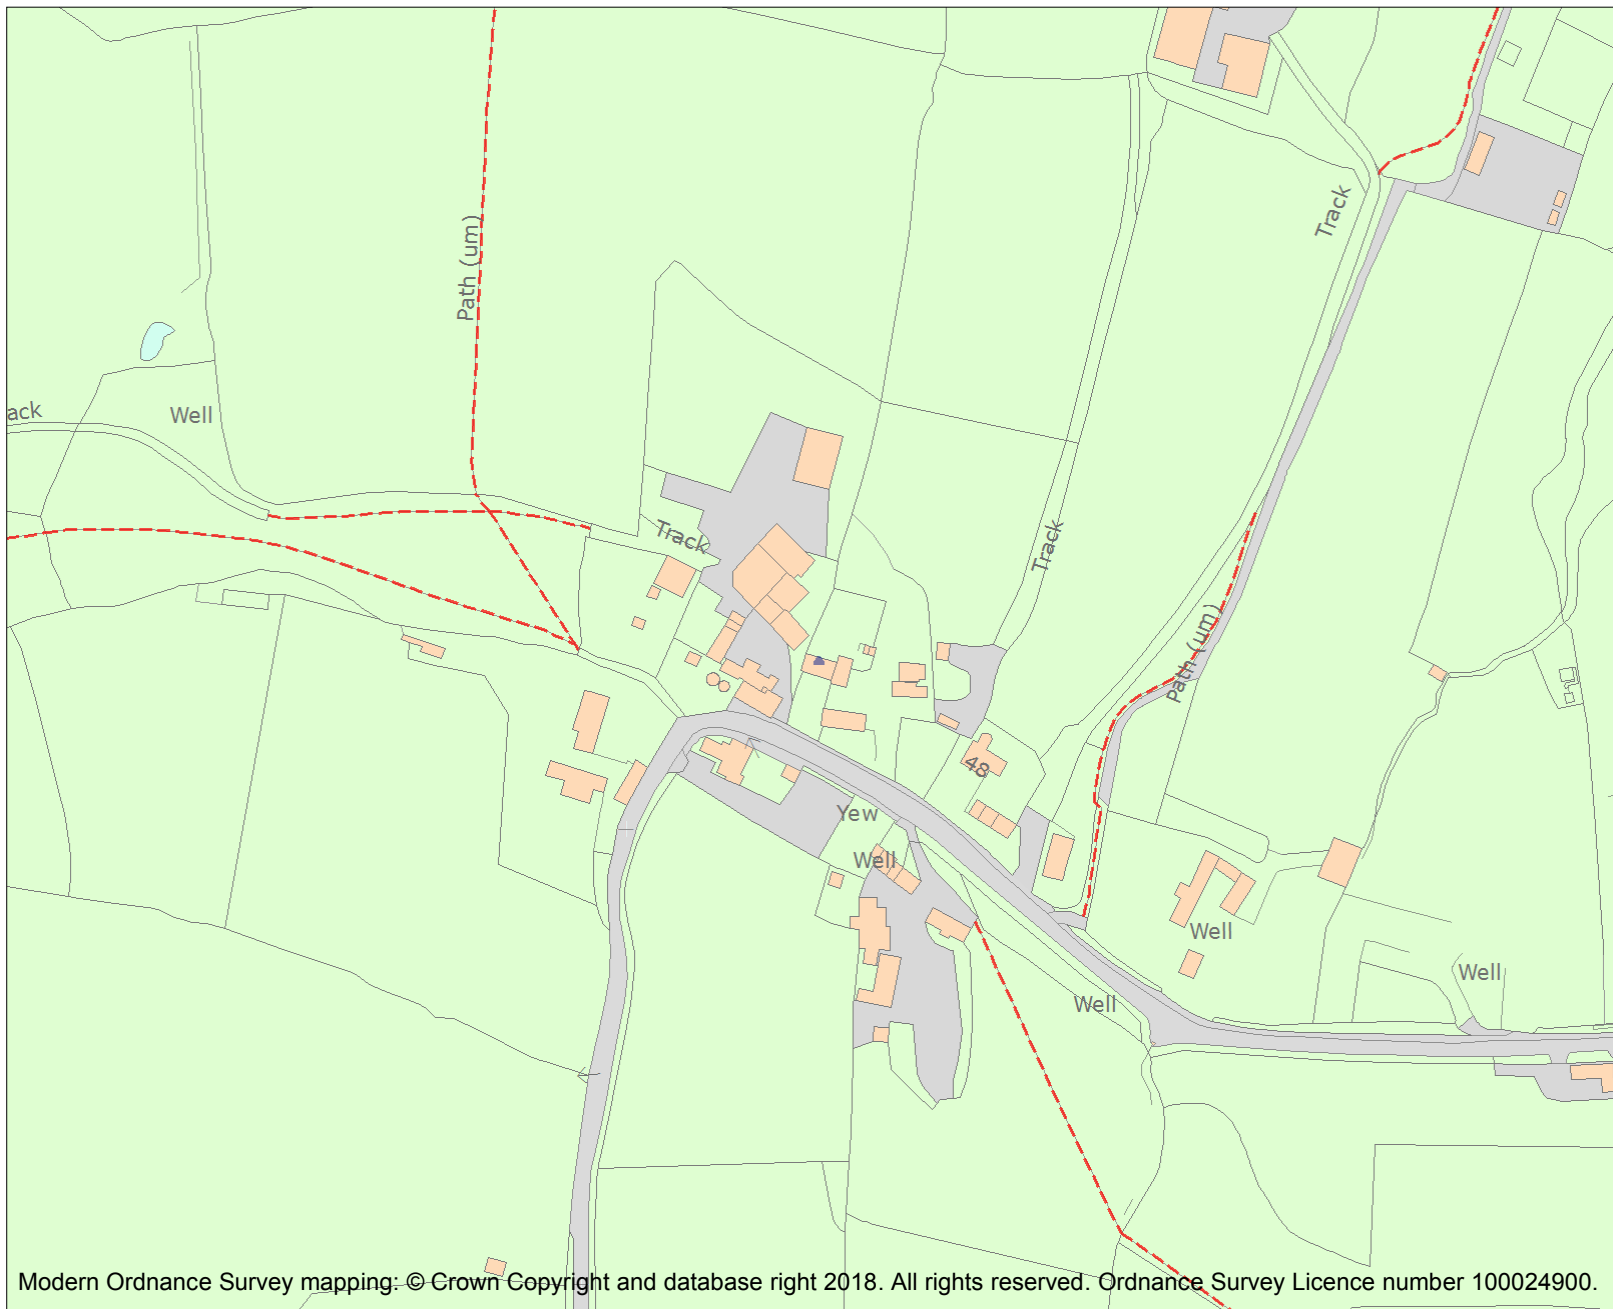 Track
Path (um)
ack
Well
Track
Track
Path (um)
48
Yew
Well
Well
Well
Well
Modern Ordnance Survey mapping: © Crown Copyright and database right 2018. All rights reserved. Ordnance Survey Licence number 100024900.